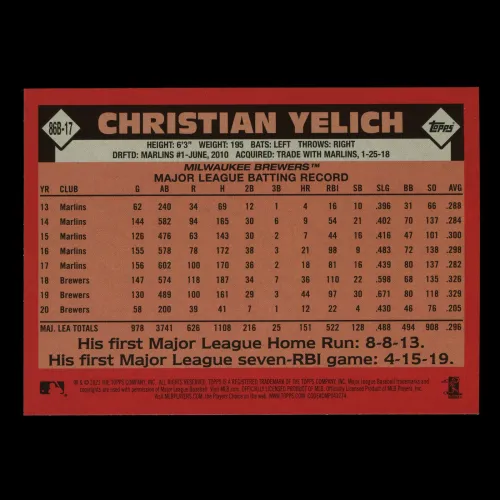 86B-17
CHRISTIAN YELICH
Topps
HEIGHT: 6'3" WEIGHT: 195 BATS: LEFT THROWS: RIGHT
DRFTD: MARLINS #1-JUNE, 2010 ACQUIRED: TRADE WITH MARLINS, 1-25-18
MILWAUKEE BREWERS™
MAJOR LEAGUE BATTING RECORD
YR CLUB G AB R H 2B 3B HR RBI SB SLG BB SO AVG
13 Marlins 62 240 34 69 12 1 4 16 10 .396 31 66 .288
14 Marlins 144 582 94 165 30 6 9 54 21 .402 70 137 .284
15 Marlins 126 476 63 143 30 2 7 44 16 .416 47 101 .300
16 Marlins 155 578 78 172 38 3 21 98 9 .483 72 138 .298
17 Marlins 156 602 100 170 36 2 18 81 16 .439 80 137 .282
18 Brewers 147 574 118 187 34 7 36 110 22 .598 68 135 .326
19 Brewers 130 489 100 161 29 3 44 97 30 .671 80 118 .329
20 Brewers 58 200 39 41 7 1 12 22 4 .430 46 76 .205
MAJ. LEA TOTALS 978 3741 626 1108 216 25 151 522 128 .488 494 908 .296
His first Major League Home Run: 8-8-13.
His first Major League seven-RBI game: 4-15-19.